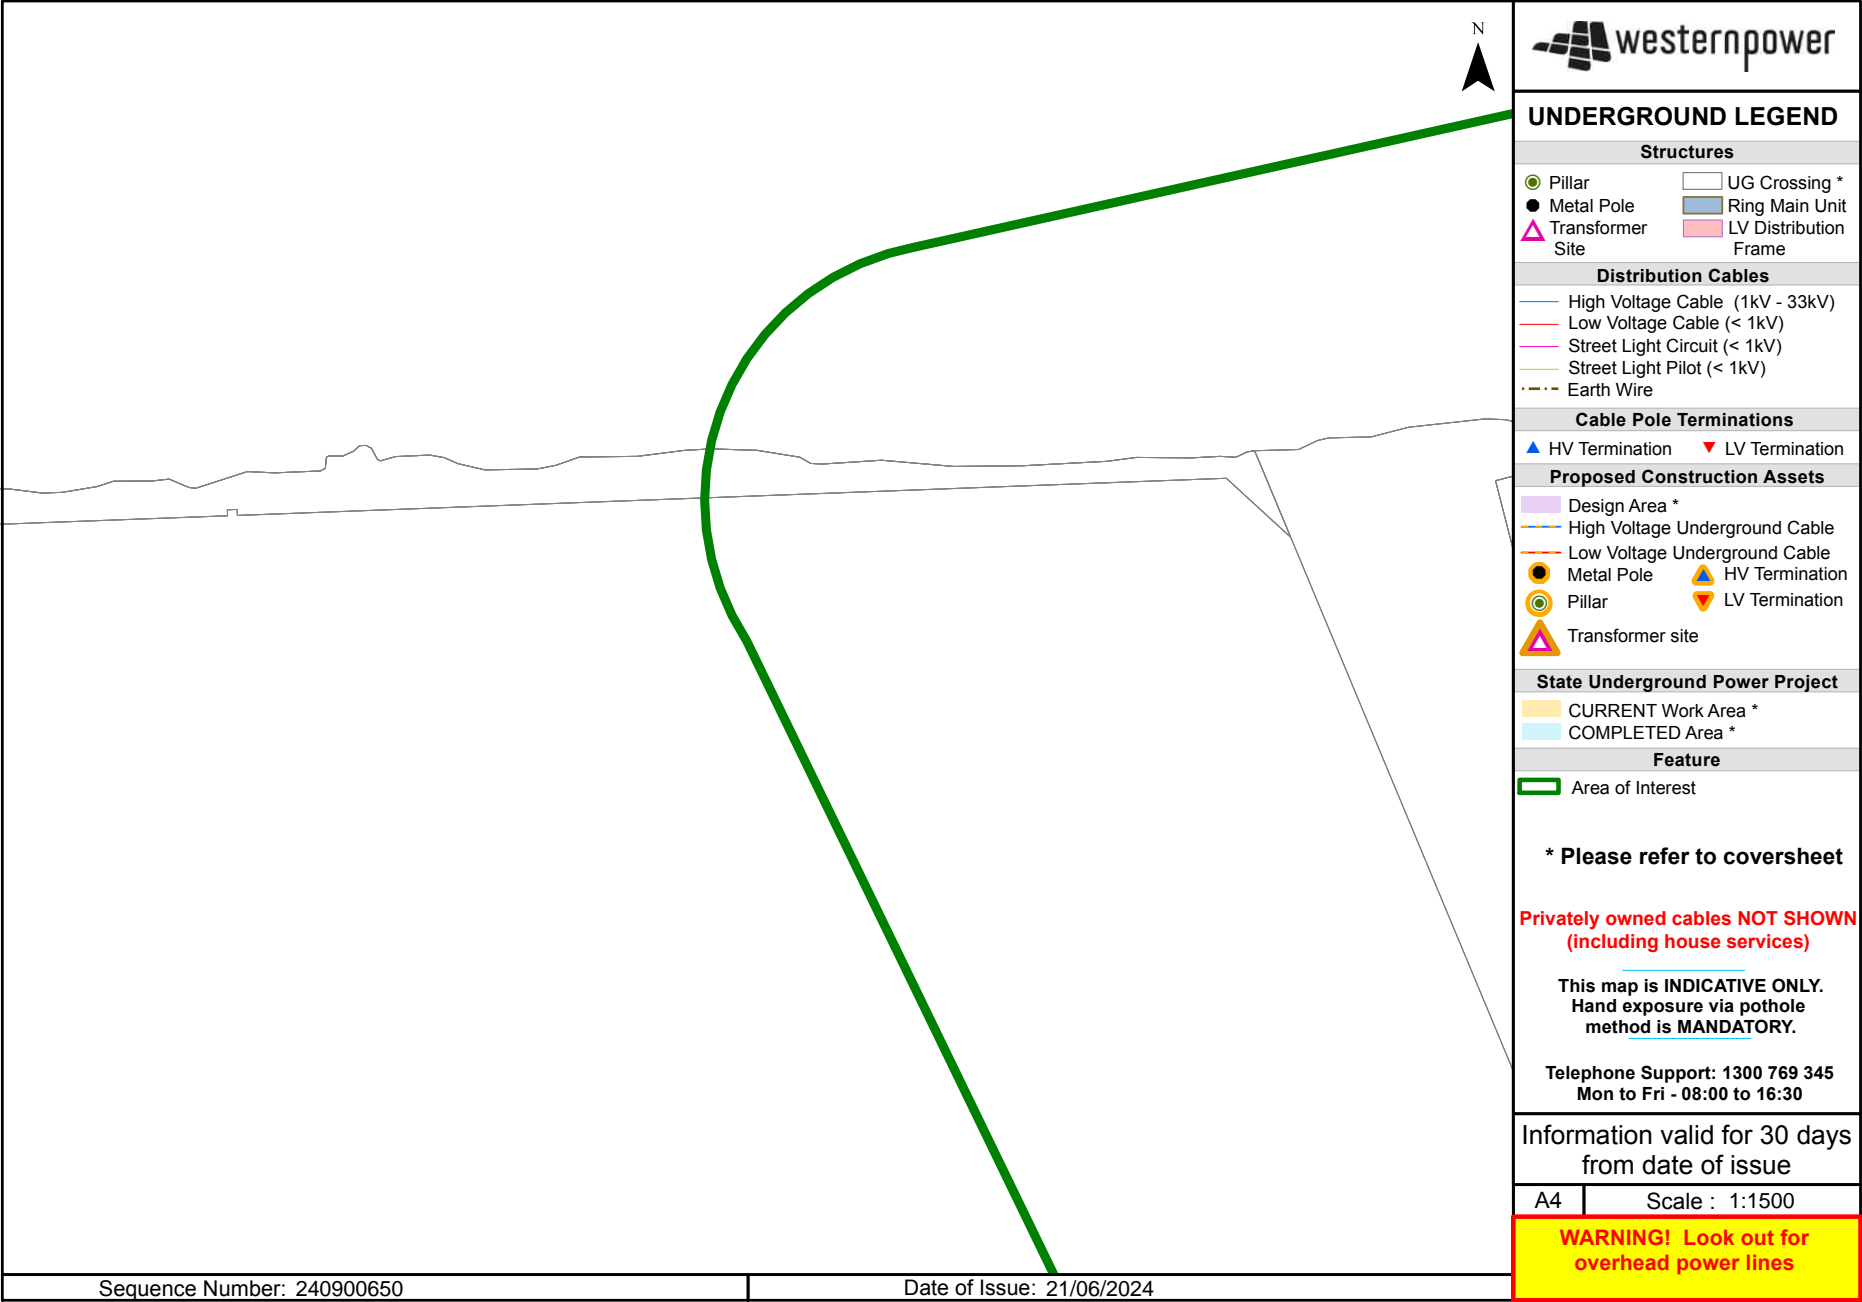 N
westernpower
UNDERGROUND LEGEND
Structures
Pillar
UG Crossing *
Metal Pole
Ring Main Unit
Transformer
Site
LV Distribution
Frame
Distribution Cables
High Voltage Cable (1kV - 33kV)
Low Voltage Cable (< 1kV)
Street Light Circuit (< 1kV)
Street Light Pilot (< 1kV)
Earth Wire
Cable Pole Terminations
HV Termination
LV Termination
Proposed Construction Assets
Design Area *
High Voltage Underground Cable
Low Voltage Underground Cable
Metal Pole
HV Termination
Pillar
LV Termination
Transformer site
State Underground Power Project
CURRENT Work Area *
COMPLETED Area *
Feature
Area of Interest
* Please refer to coversheet
Privately owned cables NOT SHOWN
(including house services)
This map is INDICATIVE ONLY.
Hand exposure via pothole
method is MANDATORY.
Telephone Support: 1300 769 345
Mon to Fri - 08:00 to 16:30
Information valid for 30 days
from date of issue
A4
Scale : 1:1500
WARNING! Look out for
overhead power lines
Sequence Number: 240900650
Date of Issue: 21/06/2024